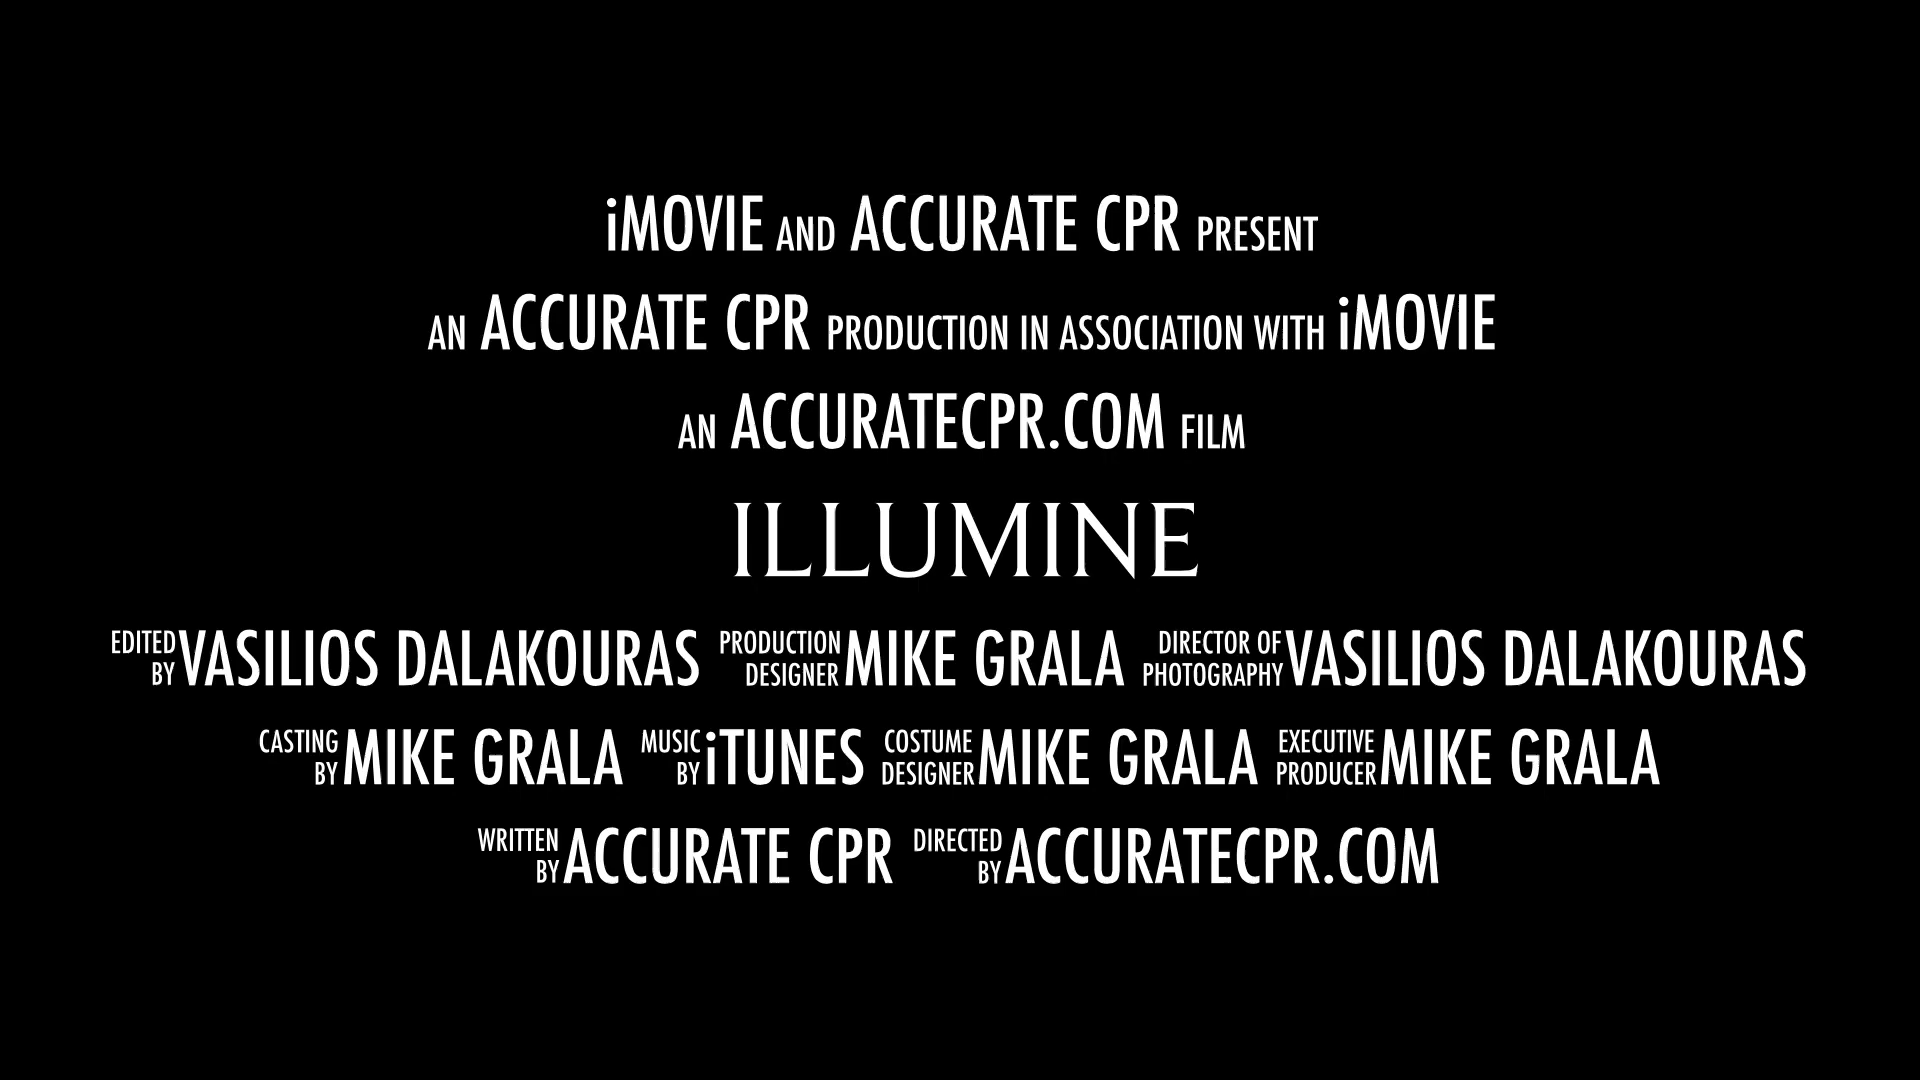 iMOVIE AND ACCURATE CPR PRESENT
AN ACCURATE CPR PRODUCTION IN ASSOCIATION WITH iMOVIE
AN ACCURATECPR.COM FILM
ILLUMINE
EDITED BY VASILIOS DALAKOURAS PRODUCTION DESIGNER MIKE GRALA DIRECTOR OF PHOTOGRAPHY VASILIOS DALAKOURAS
CASTING BY MIKE GRALA MUSIC BY iTUNES COSTUME DESIGNER MIKE GRALA EXECUTIVE PRODUCER MIKE GRALA
WRITTEN BY ACCURATE CPR DIRECTED BY ACCURATECPR.COM